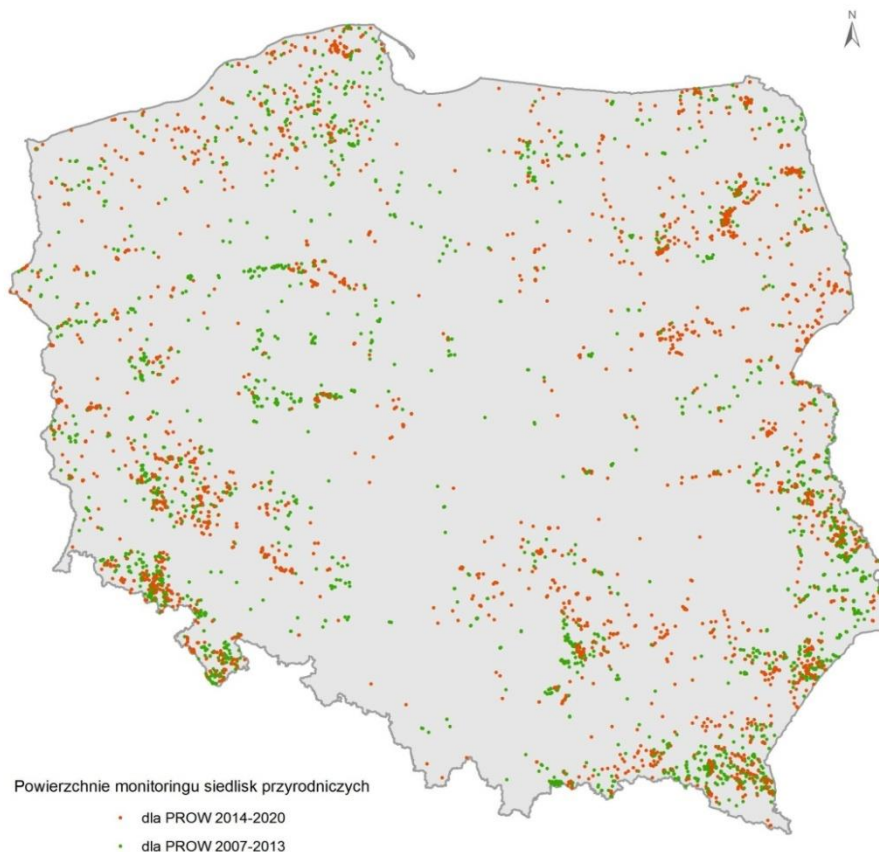 N
Powierzchnie monitoringu siedlisk przyrodniczych
dla PROW 2014-2020
dla PROW 2007-2013